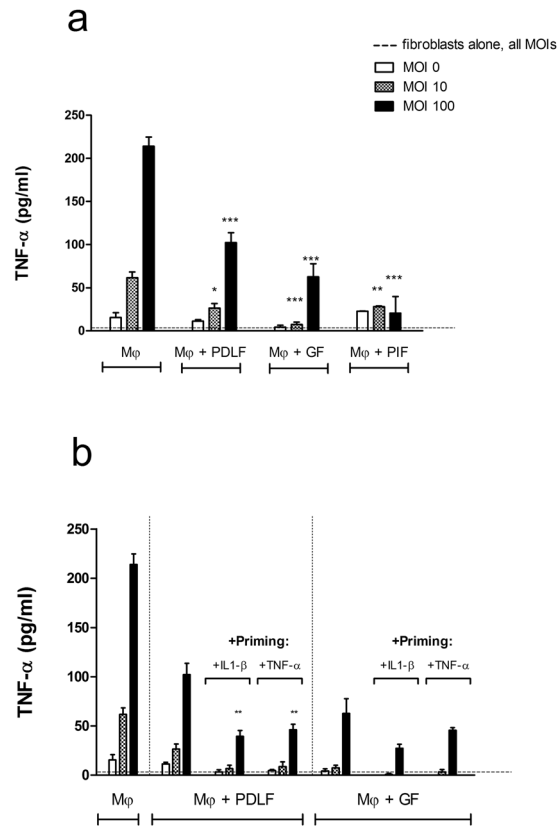 a
--- fibroblasts alone, all MOIs
MOI 0
MOI 10
MOI 100
TNF-α (pg/ml)
250
200
150
100
50
0
* ***
*** ***
** ***
Mφ Mφ + PDLF Mφ + GF Mφ + PIF
b
TNF-α (pg/ml)
250
200
150
100
50
0
+Priming: +Priming:
+IL1-β +TNF-α +IL1-β +TNF-α
** **
Mφ Mφ + PDLF Mφ + GF